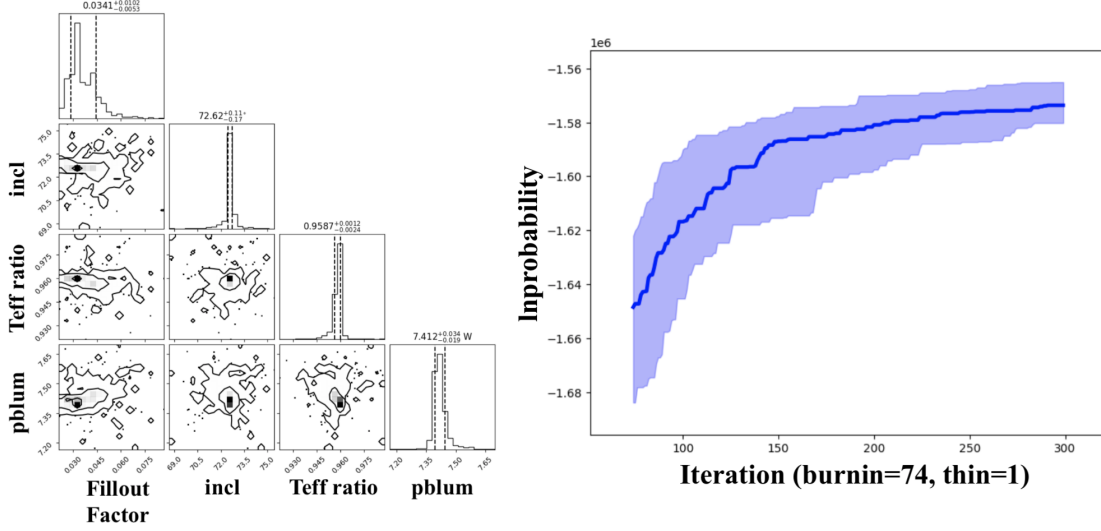 0.0341+0.0102−0.0053
72.62+0.11°−0.17
0.9587+0.0012−0.0024
7.412+0.034−0.019 W
incl
75.0
73.5
72.0
70.5
69.0
Teff ratio
0.975
0.960
0.945
0.930
pblum
7.65
7.50
7.35
7.20
0.030 0.045 0.060 0.075
69.0 70.5 72.0 73.5 75.0
0.930 0.945 0.960 0.975
7.20 7.35 7.50 7.65
Fillout
Factor
incl
Teff ratio
pblum
1e6
−1.56
−1.58
−1.60
−1.62
−1.64
−1.66
−1.68
lnprobability
100 150 200 250 300
Iteration (burnin=74, thin=1)